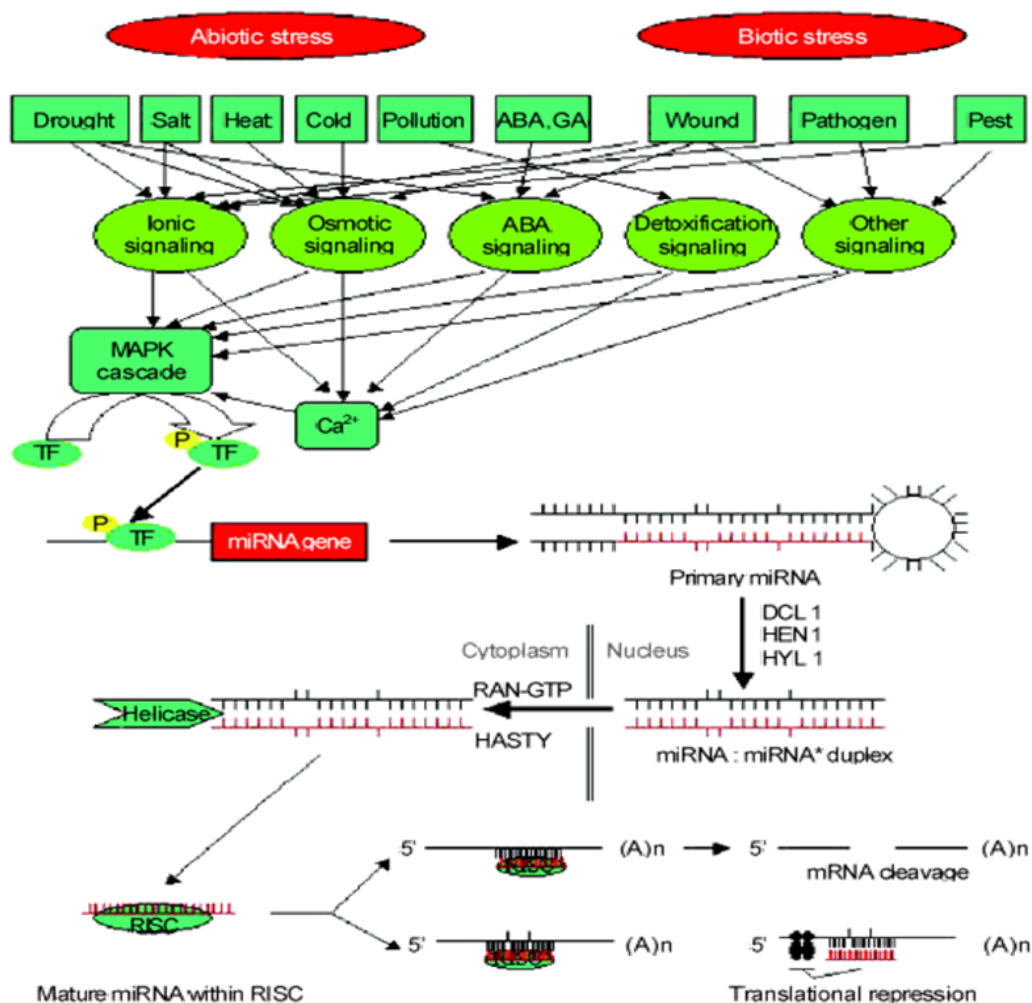 Abiotic stress
Biotic stress
Drought
Salt
Heat
Cold
Pollution
ABA, GA
Wound
Pathogen
Pest
Ionic
signaling
Osmotic
signaling
ABA
signaling
Detoxification
signaling
Other
signaling
MAPK
cascade
Ca²⁺
TF
P
TF
P
TF
miRNA gene
Primary miRNA
DCL 1
HEN 1
HYL 1
Cytoplasm
Nucleus
RAN-GTP
Helicase
HASTY
miRNA : miRNA* duplex
5'
(A)n
5'
(A)n
mRNA cleavage
RISC
5'
(A)n
5'
(A)n
Mature miRNA within RISC
Translational repression